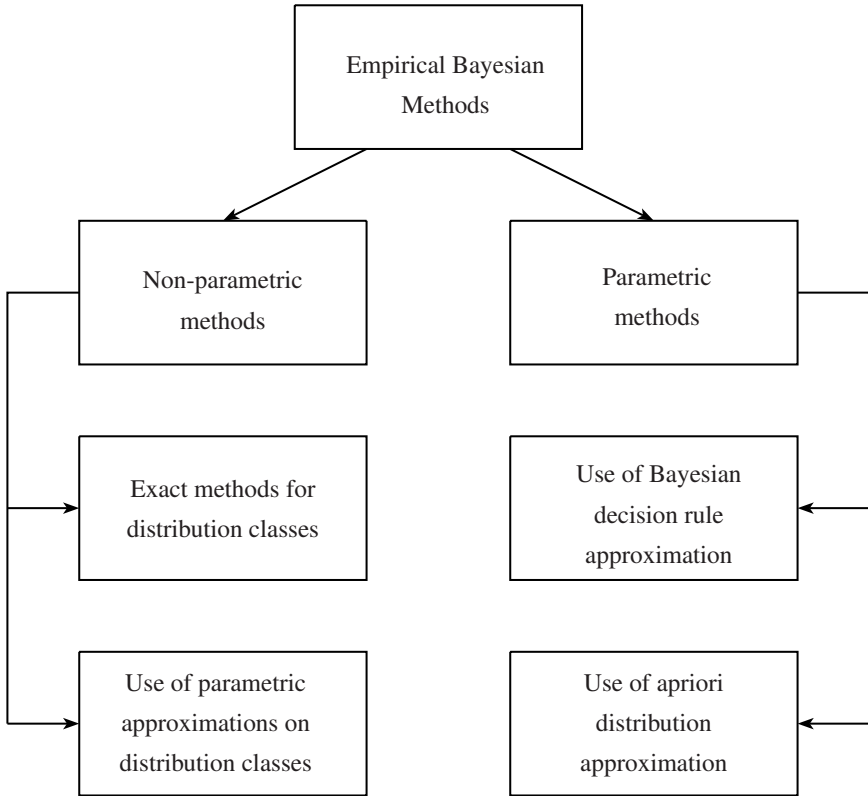 Empirical Bayesian
Methods
Non-parametric
methods
Parametric
methods
Exact methods for
distribution classes
Use of Bayesian
decision rule
approximation
Use of parametric
approximations on
distribution classes
Use of apriori
distribution
approximation